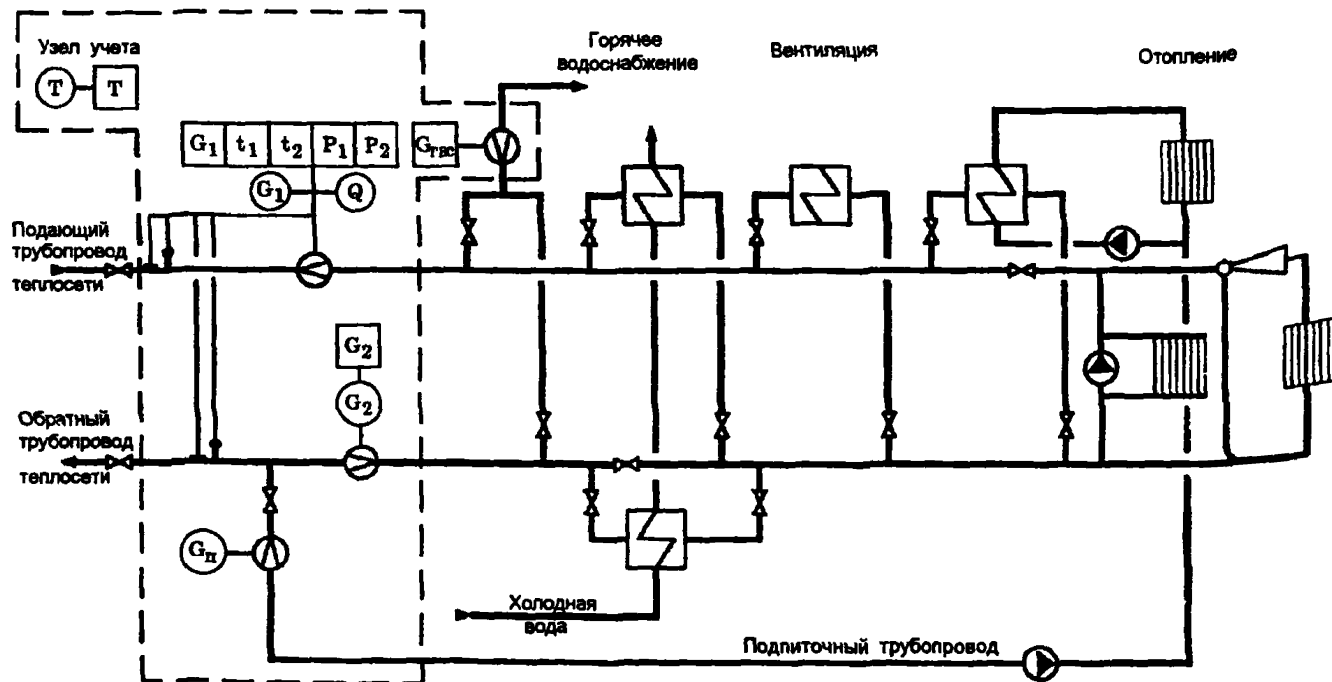 Узел учета
T T
Горячее
водоснабжение
Вентиляция
Отопление
G₁ t₁ t₂ P₁ P₂
Gгвс
G₁ Q
Подающий
трубопровод
теплосети
G₂
G₂
Обратный
трубопровод
теплосети
Gп
Холодная
вода
Подпиточный трубопровод